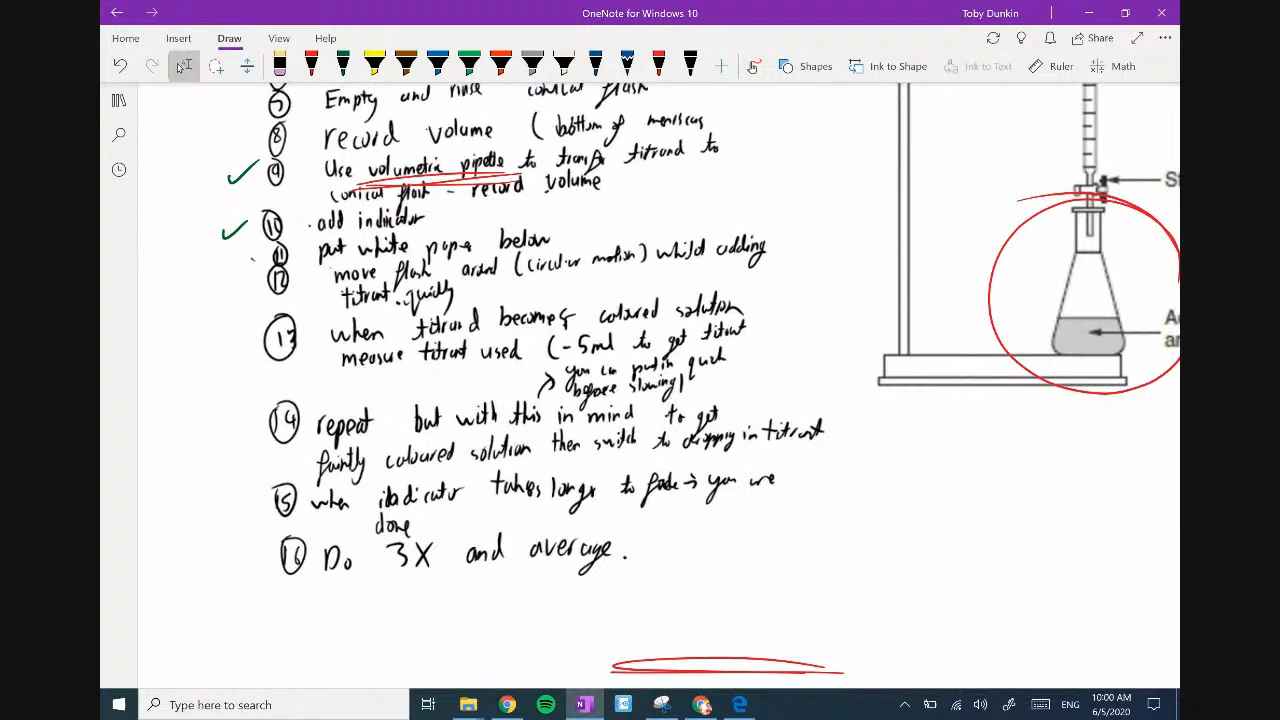 OneNote for Windows 10
Toby Dunkin
Home Insert Draw View Help
Share
Shapes Ink to Shape Ink to Text Ruler Math
7 Empty and rinse conical flask
8 record volume (bottom of meniscus
9 Use volumetric pipette to transfer titrand to
conical flask - record volume
10 add indicator
11 put white paper below
12 move flask around (circular motion) whilst adding
titrant quickly
13 when titrand becomes coloured solution
measure titrant used (-5ml to get titrant
you can put in quick
before slowing)
14 repeat but with this in mind to get
faintly coloured solution then switch to dropping in titrant
15 when indicator takes longer to fade → you are
done
16 Do 3X and average.
St
Ac
an
Type here to search
ENG
10:00 AM
6/5/2020